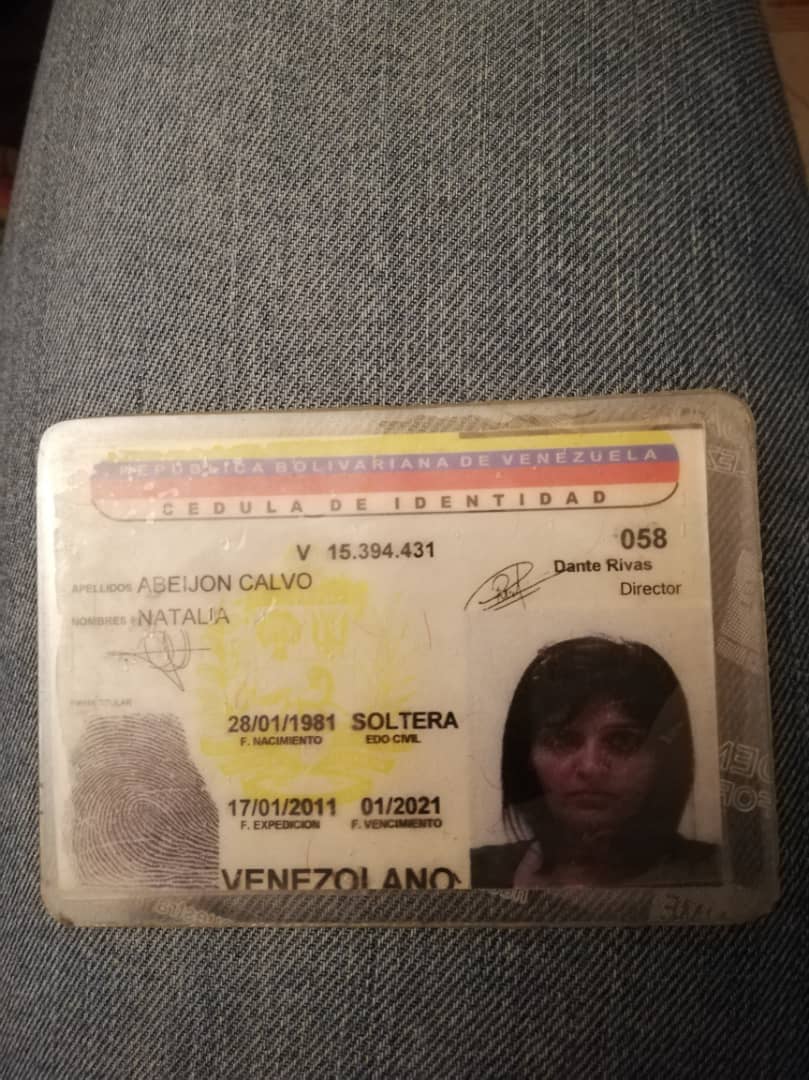 REPUBLICA BOLIVARIANA DE VENEZUELA
CEDULA DE IDENTIDAD
V 15.394.431
058
Dante Rivas
Director
APELLIDOS ABEIJON CALVO
NOMBRES NATALIA
FIRMA TITULAR
28/01/1981 SOLTERA
F. NACIMIENTO EDO CIVIL
17/01/2011 01/2021
F. EXPEDICION F. VENCIMIENTO
VENEZOLANO